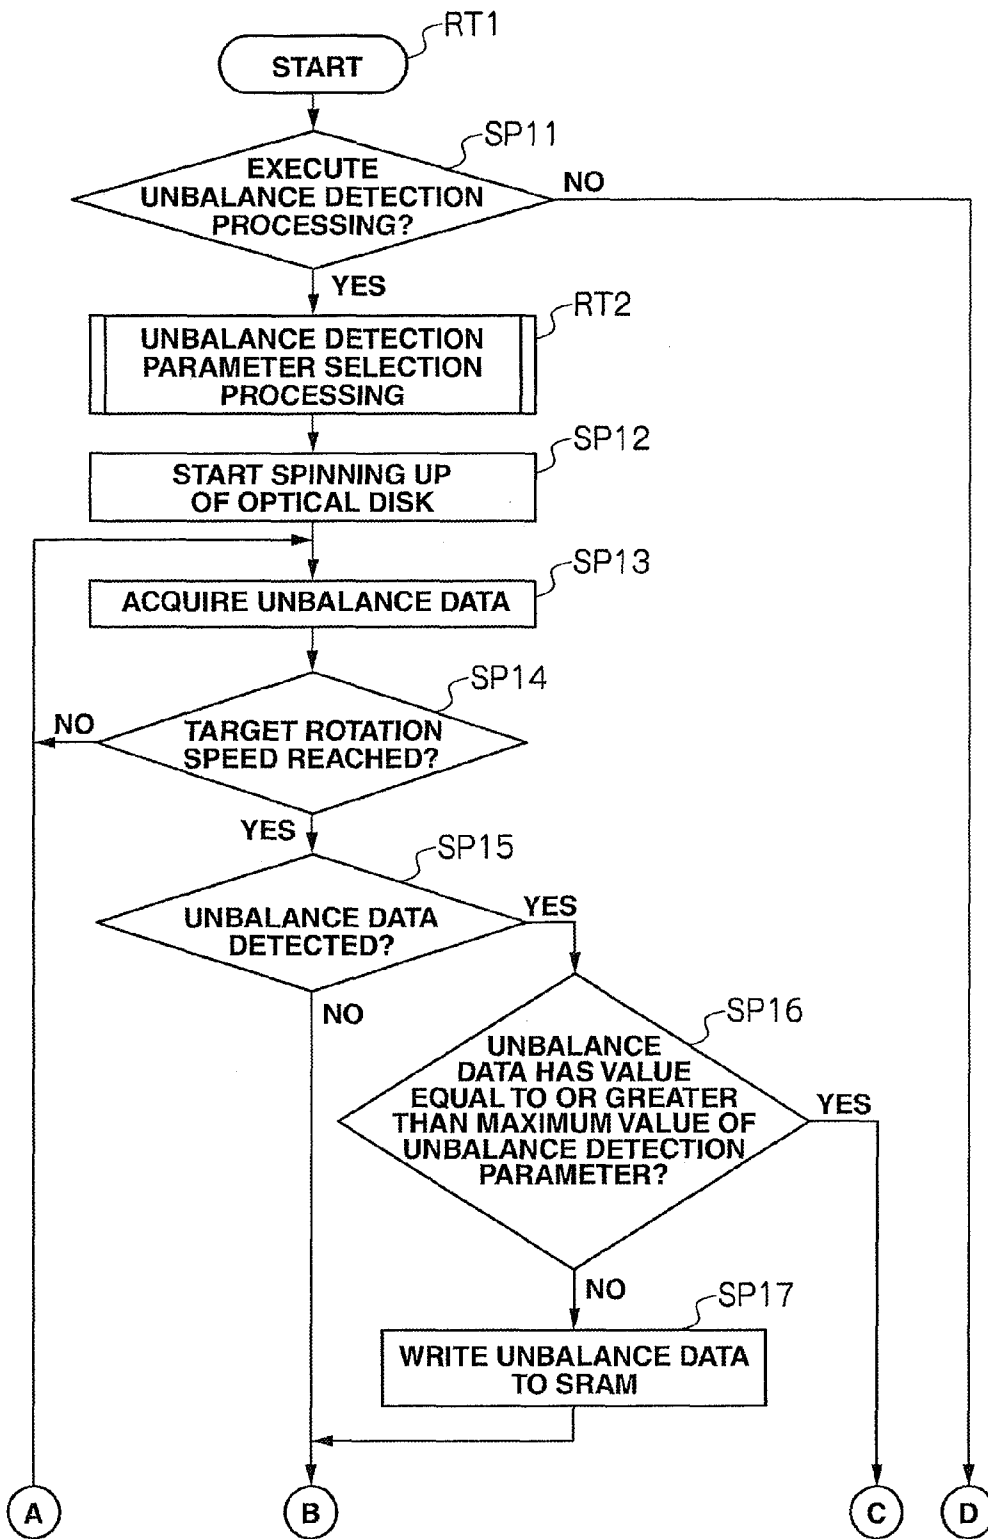 RT1
START
SP11
EXECUTE
UNBALANCE DETECTION
PROCESSING?
NO
YES
RT2
UNBALANCE DETECTION
PARAMETER SELECTION
PROCESSING
SP12
START SPINNING UP
OF OPTICAL DISK
SP13
ACQUIRE UNBALANCE DATA
SP14
TARGET ROTATION
SPEED REACHED?
NO
YES
SP15
UNBALANCE DATA
DETECTED?
YES
NO
SP16
UNBALANCE
DATA HAS VALUE
EQUAL TO OR GREATER
THAN MAXIMUM VALUE OF
UNBALANCE DETECTION
PARAMETER?
YES
NO
SP17
WRITE UNBALANCE DATA
TO SRAM
A
B
C
D